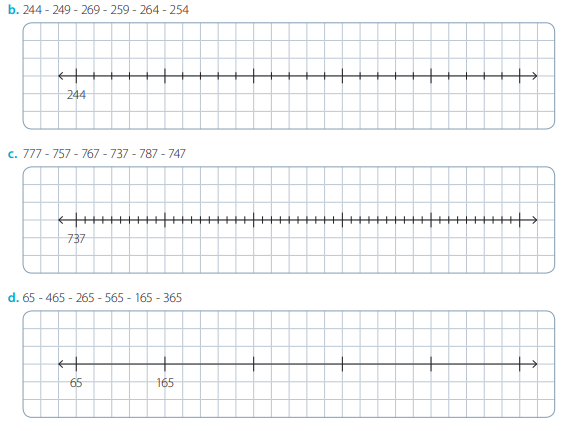 b. 244 - 249 - 269 - 259 - 264 - 254
244
c. 777 - 757 - 767 - 737 - 787 - 747
737
d. 65 - 465 - 265 - 565 - 165 - 365
65 165